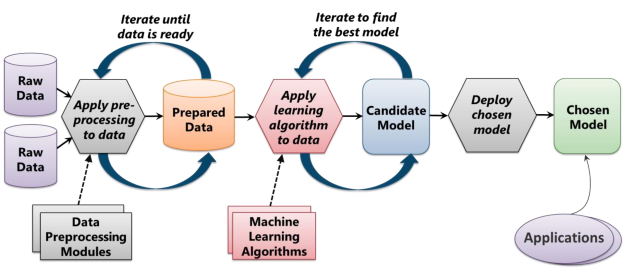 Iterate until
data is ready
Iterate to find
the best model
Raw
Data
Raw
Data
Apply pre-
processing
to data
Prepared
Data
Apply
learning
algorithm
to data
Candidate
Model
Deploy
chosen
model
Chosen
Model
Data
Preprocessing
Modules
Machine
Learning
Algorithms
Applications